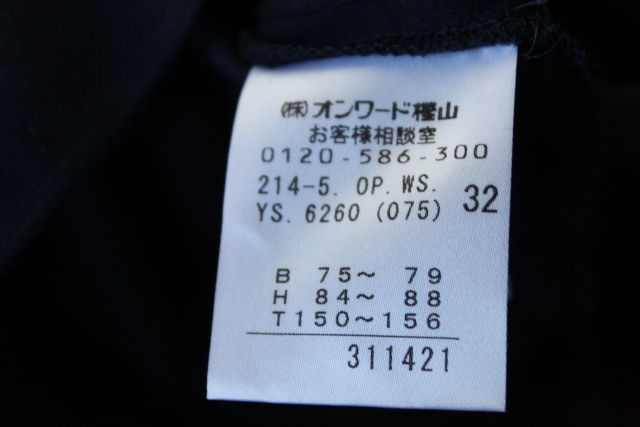 ㈱オンワード樫山
お客様相談室
0120-586-300
214-5. OP. WS.
YS. 6260 (075) 32
B 75～ 79
H 84～ 88
T150～156
311421